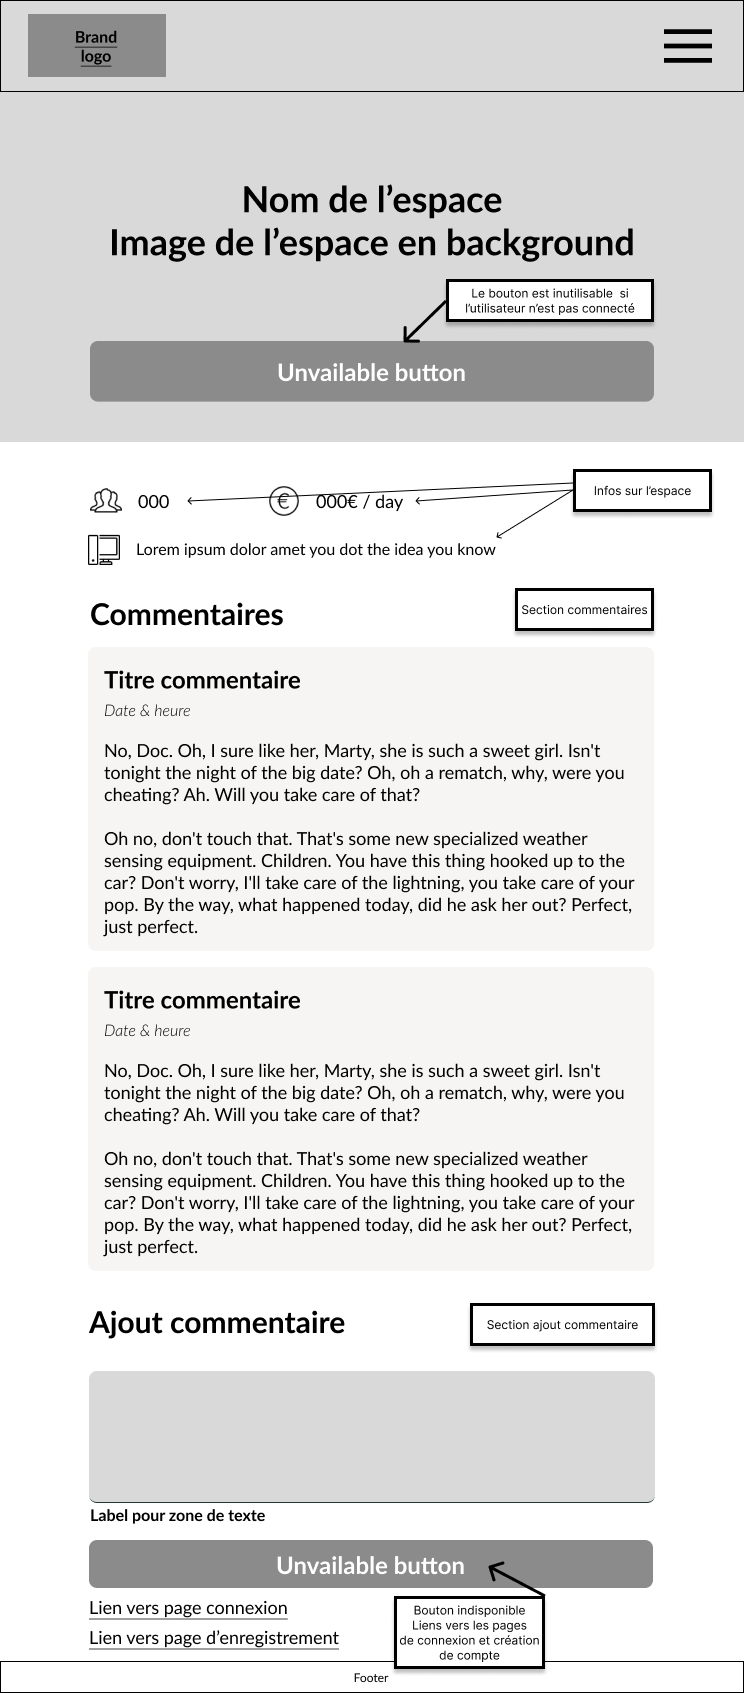 Brand
logo
Nom de l’espace
Image de l’espace en background
Le bouton est inutilisable  si
l’utilisateur n’est pas connecté
Unvailable button
Infos sur l’espace
000
000€ / day
Lorem ipsum dolor amet you dot the idea you know
Commentaires
Section commentaires
Titre commentaire
Date & heure
No, Doc. Oh, I sure like her, Marty, she is such a sweet girl. Isn't
tonight the night of the big date? Oh, oh a rematch, why, were you
cheating? Ah. Will you take care of that?
Oh no, don't touch that. That's some new specialized weather
sensing equipment. Children. You have this thing hooked up to the
car? Don't worry, I'll take care of the lightning, you take care of your
pop. By the way, what happened today, did he ask her out? Perfect,
just perfect.
Titre commentaire
Date & heure
No, Doc. Oh, I sure like her, Marty, she is such a sweet girl. Isn't
tonight the night of the big date? Oh, oh a rematch, why, were you
cheating? Ah. Will you take care of that?
Oh no, don't touch that. That's some new specialized weather
sensing equipment. Children. You have this thing hooked up to the
car? Don't worry, I'll take care of the lightning, you take care of your
pop. By the way, what happened today, did he ask her out? Perfect,
just perfect.
Ajout commentaire
Section ajout commentaire
Label pour zone de texte
Unvailable button
Lien vers page connexion
Lien vers page d’enregistrement
Bouton indisponible
Liens vers les pages
de connexion et création
de compte
Footer